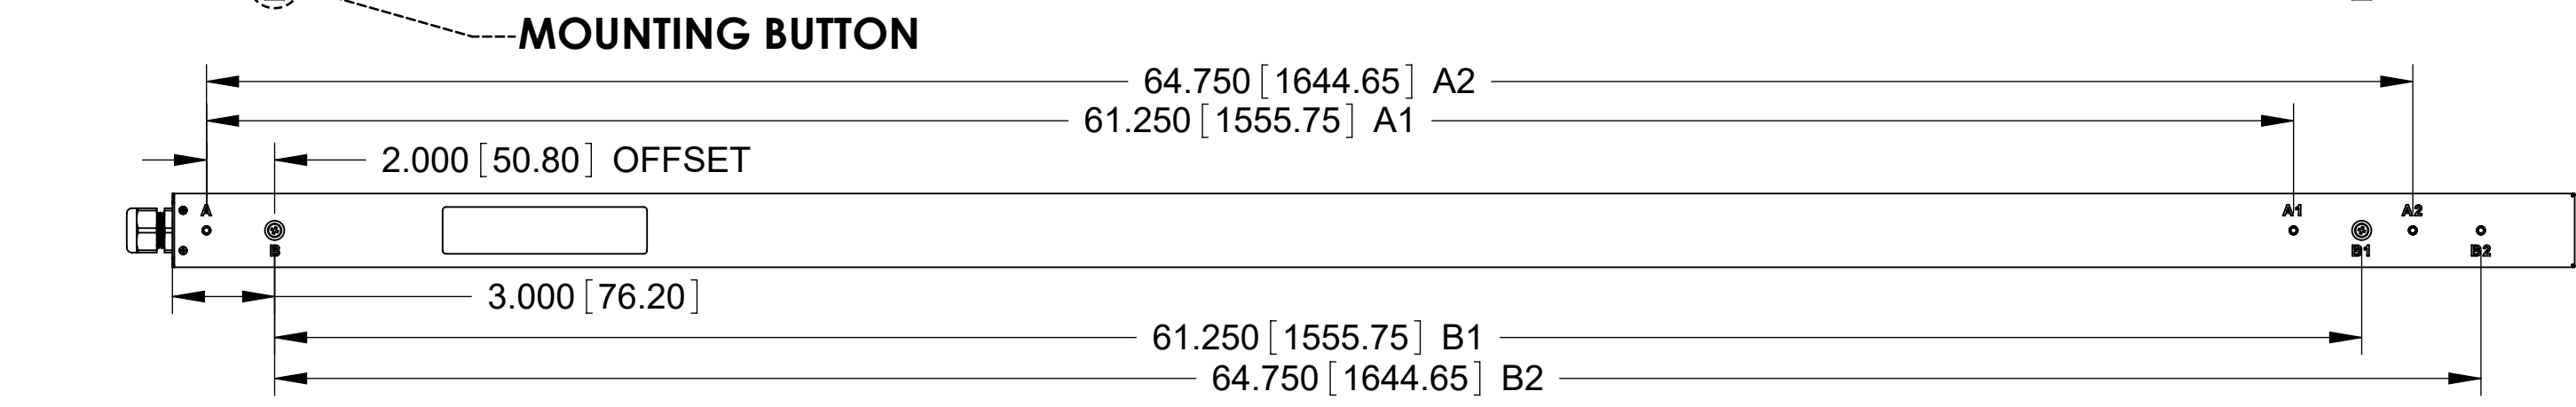 MOUNTING BUTTON
64.750 [1644.65] A2
61.250 [1555.75] A1
2.000 [50.80] OFFSET
A A1 A2
B B1 B2
3.000 [76.20]
61.250 [1555.75] B1
64.750 [1644.65] B2